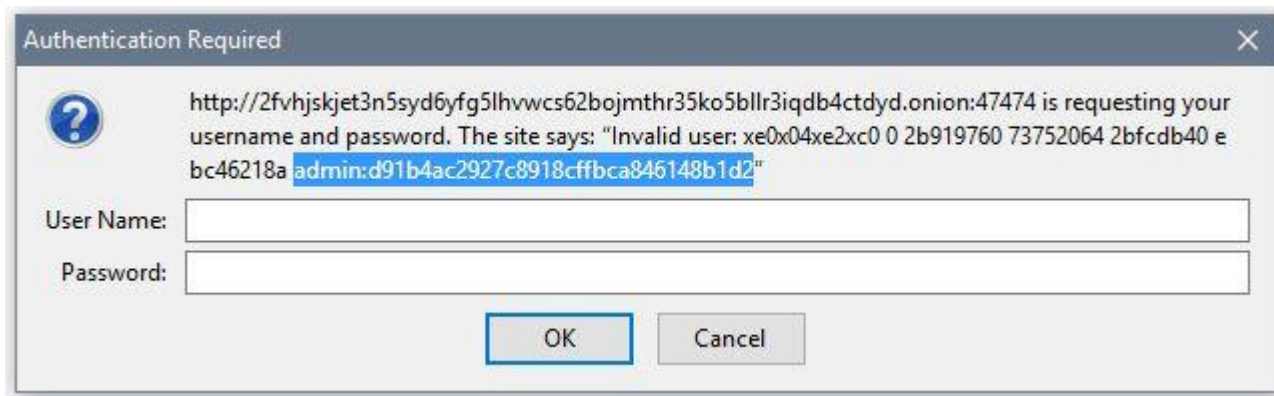 Authentication Required
http://2fvhjskjet3n5syd6yfg5lhvwcs62bojmthr35ko5bllr3iqdb4ctdyd.onion:47474 is requesting your
username and password. The site says: “Invalid user: xe0x04xe2xc0 0 2b919760 73752064 2bfcdb40 e
bc46218a admin:d91b4ac2927c8918cffbca846148b1d2“
User Name:
Password:
OK
Cancel